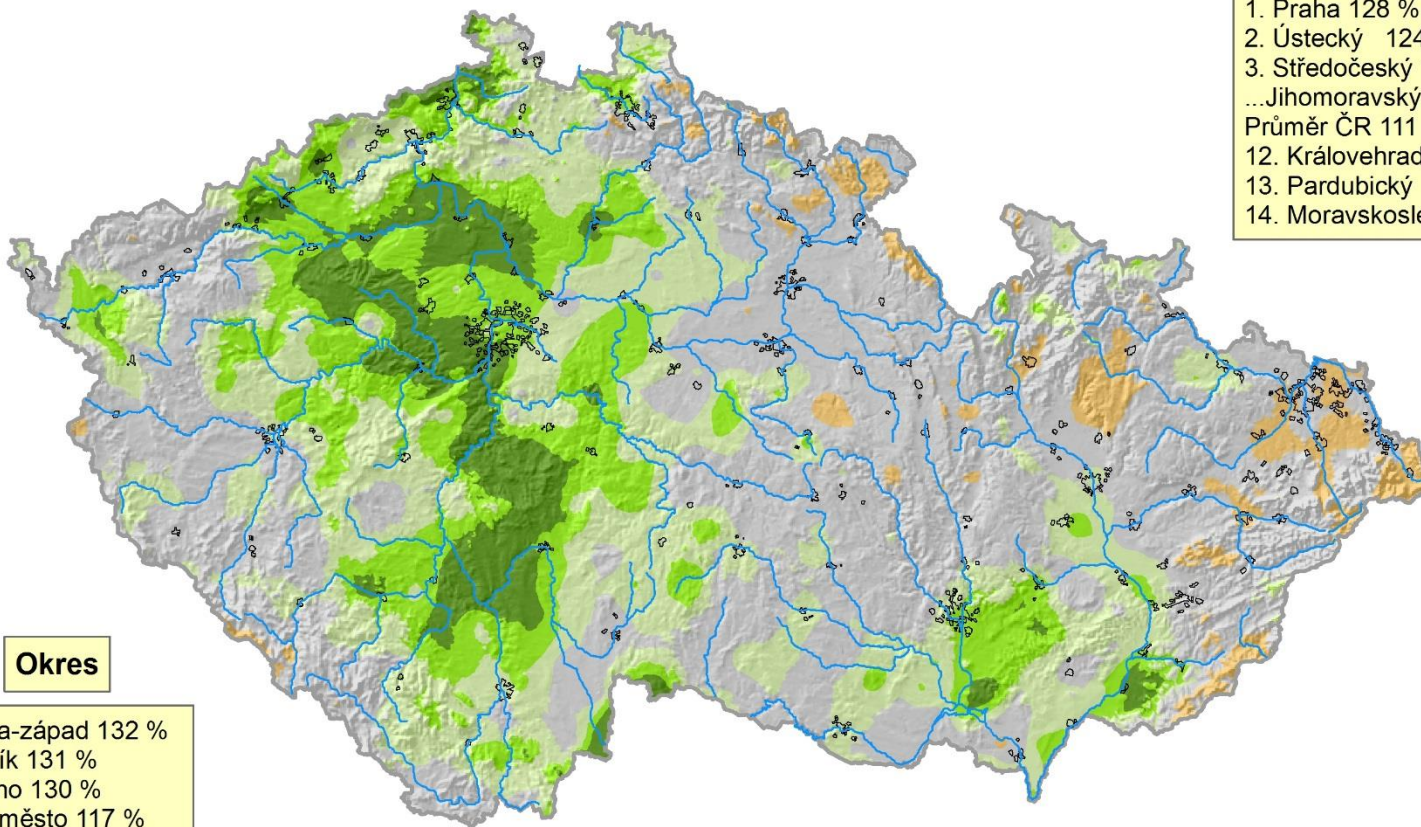 1. Praha 128 %
2. Ústecký 124
3. Středočeský
...Jihomoravský
Průměr ČR 111
12. Královehrad
13. Pardubický
14. Moravskosle
Okres
a-západ 132 %
ík 131 %
no 130 %
město 117 %